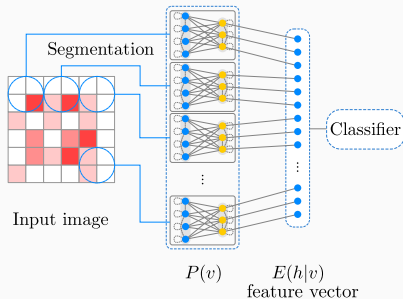 Segmentation
Classifier
...
...
Input image
P(v)
E(h|v)
feature vector